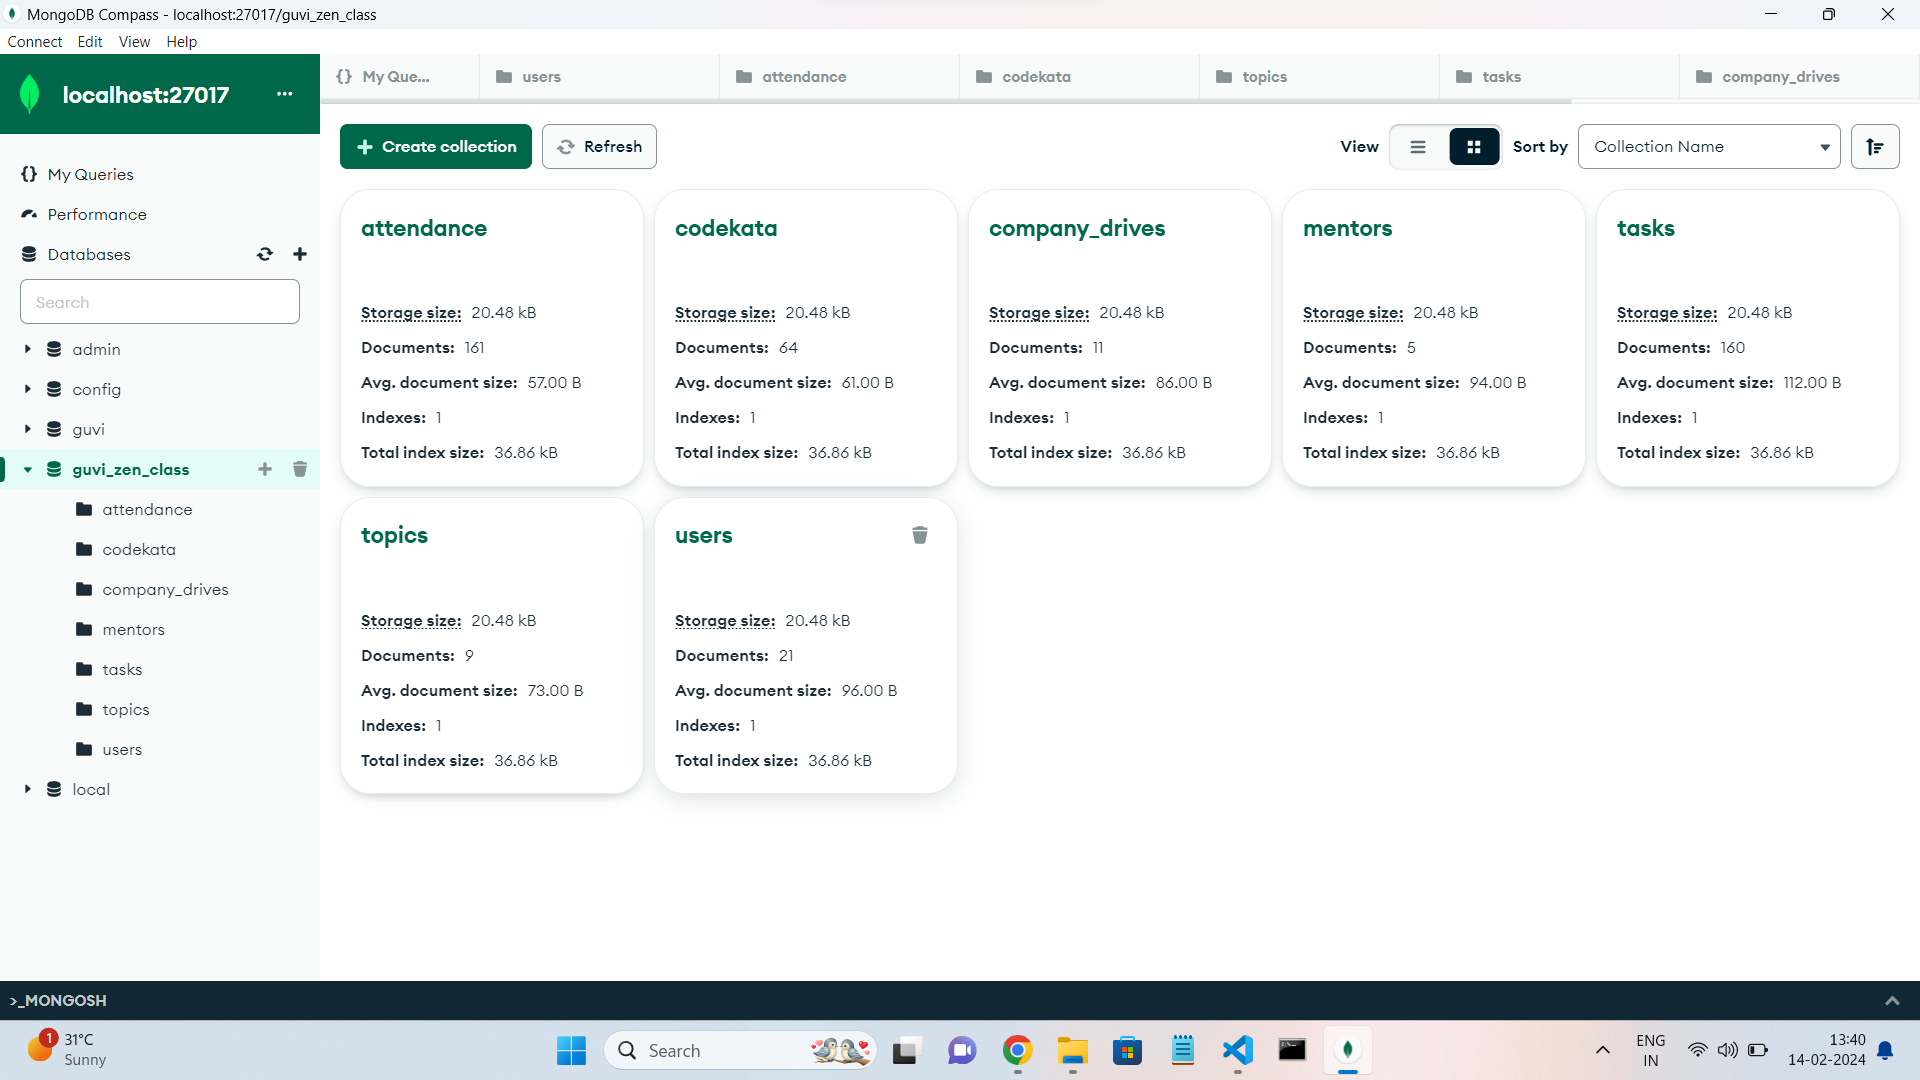 MongoDB Compass - localhost:27017/guvi_zen_class
Connect Edit View Help
localhost:27017 ...
{} My Queries
Performance
Databases
Search
admin
config
guvi
guvi_zen_class
attendance
codekata
company_drives
mentors
tasks
topics
users
local
{} My Que... users attendance codekata topics tasks company_drives
Create collection Refresh View Sort by Collection Name
attendance
Storage size: 20.48 kB
Documents: 161
Avg. document size: 57.00 B
Indexes: 1
Total index size: 36.86 kB
codekata
Storage size: 20.48 kB
Documents: 64
Avg. document size: 61.00 B
Indexes: 1
Total index size: 36.86 kB
company_drives
Storage size: 20.48 kB
Documents: 11
Avg. document size: 86.00 B
Indexes: 1
Total index size: 36.86 kB
mentors
Storage size: 20.48 kB
Documents: 5
Avg. document size: 94.00 B
Indexes: 1
Total index size: 36.86 kB
tasks
Storage size: 20.48 kB
Documents: 160
Avg. document size: 112.00 B
Indexes: 1
Total index size: 36.86 kB
topics
Storage size: 20.48 kB
Documents: 9
Avg. document size: 73.00 B
Indexes: 1
Total index size: 36.86 kB
users
Storage size: 20.48 kB
Documents: 21
Avg. document size: 96.00 B
Indexes: 1
Total index size: 36.86 kB
>_MONGOSH
1
31°C
Sunny
Search
ENG
IN
13:40
14-02-2024